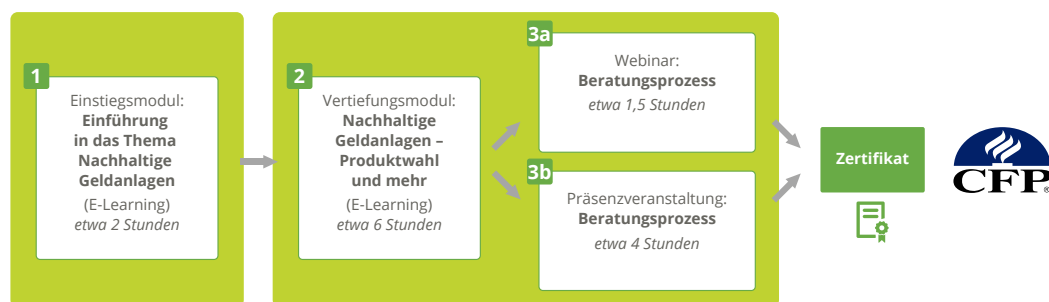 1
Einstiegsmodul:
Einführung
in das Thema
Nachhaltige
Geldanlagen
(E-Learning)
etwa 2 Stunden
2
Vertiefungsmodul:
Nachhaltige
Geldanlagen –
Produktwahl
und mehr
(E-Learning)
etwa 6 Stunden
3a
Webinar:
Beratungsprozess
etwa 1,5 Stunden
3b
Präsenzveranstaltung:
Beratungsprozess
etwa 4 Stunden
Zertifikat
CFP®